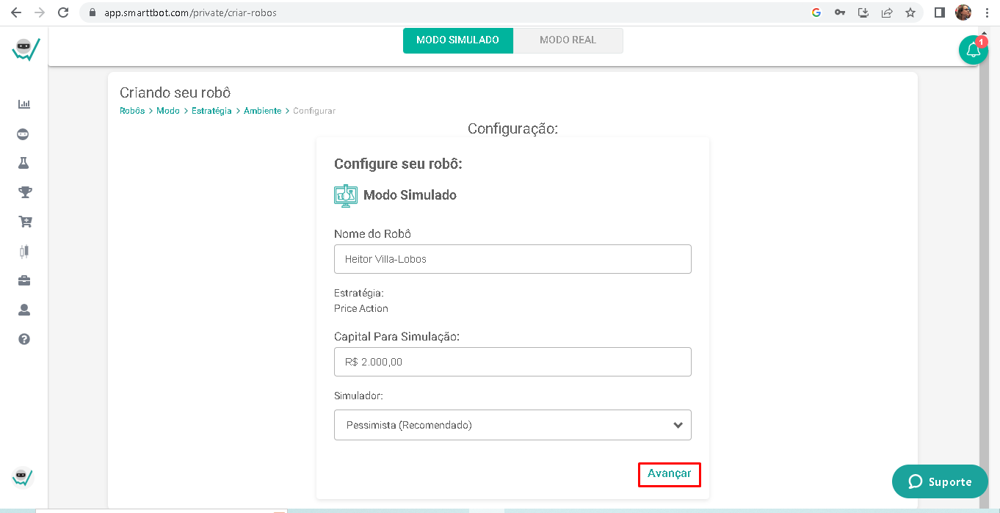 app.smarttbot.com/private/criar-robos
MODO SIMULADO MODO REAL
1
Criando seu robô
Robôs > Modo > Estratégia > Ambiente > Configurar
Configuração:
Configure seu robô:
Modo Simulado
Nome do Robô
Heitor Villa-Lobos
Estratégia:
Price Action
Capital Para Simulação:
R$ 2.000,00
Simulador:
Pessimista (Recomendado)
Avançar
Suporte